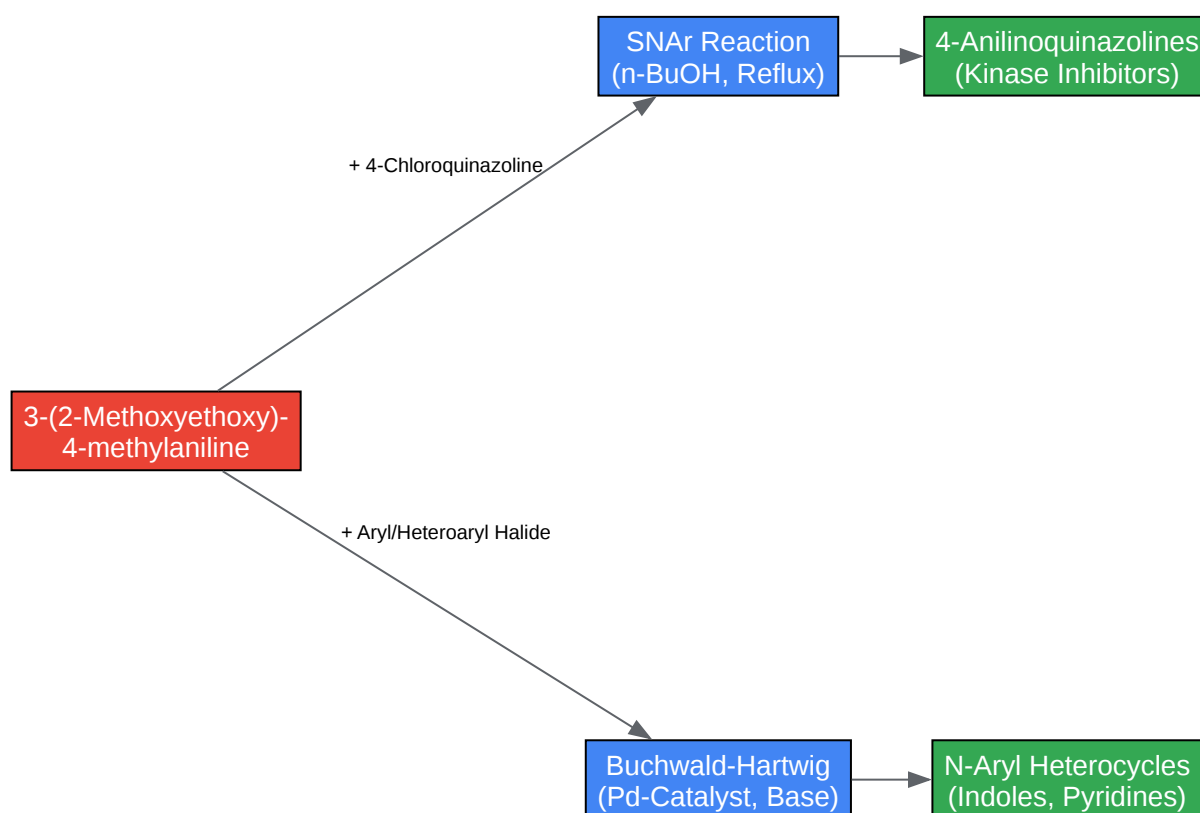 SNAr Reaction
(n-BuOH, Reflux)
4-Anilinoquinazolines
(Kinase Inhibitors)
+ 4-Chloroquinazoline
3-(2-Methoxyethoxy)-
4-methylaniline
+ Aryl/Heteroaryl Halide
Buchwald-Hartwig
(Pd-Catalyst, Base)
N-Aryl Heterocycles
(Indoles, Pyridines)